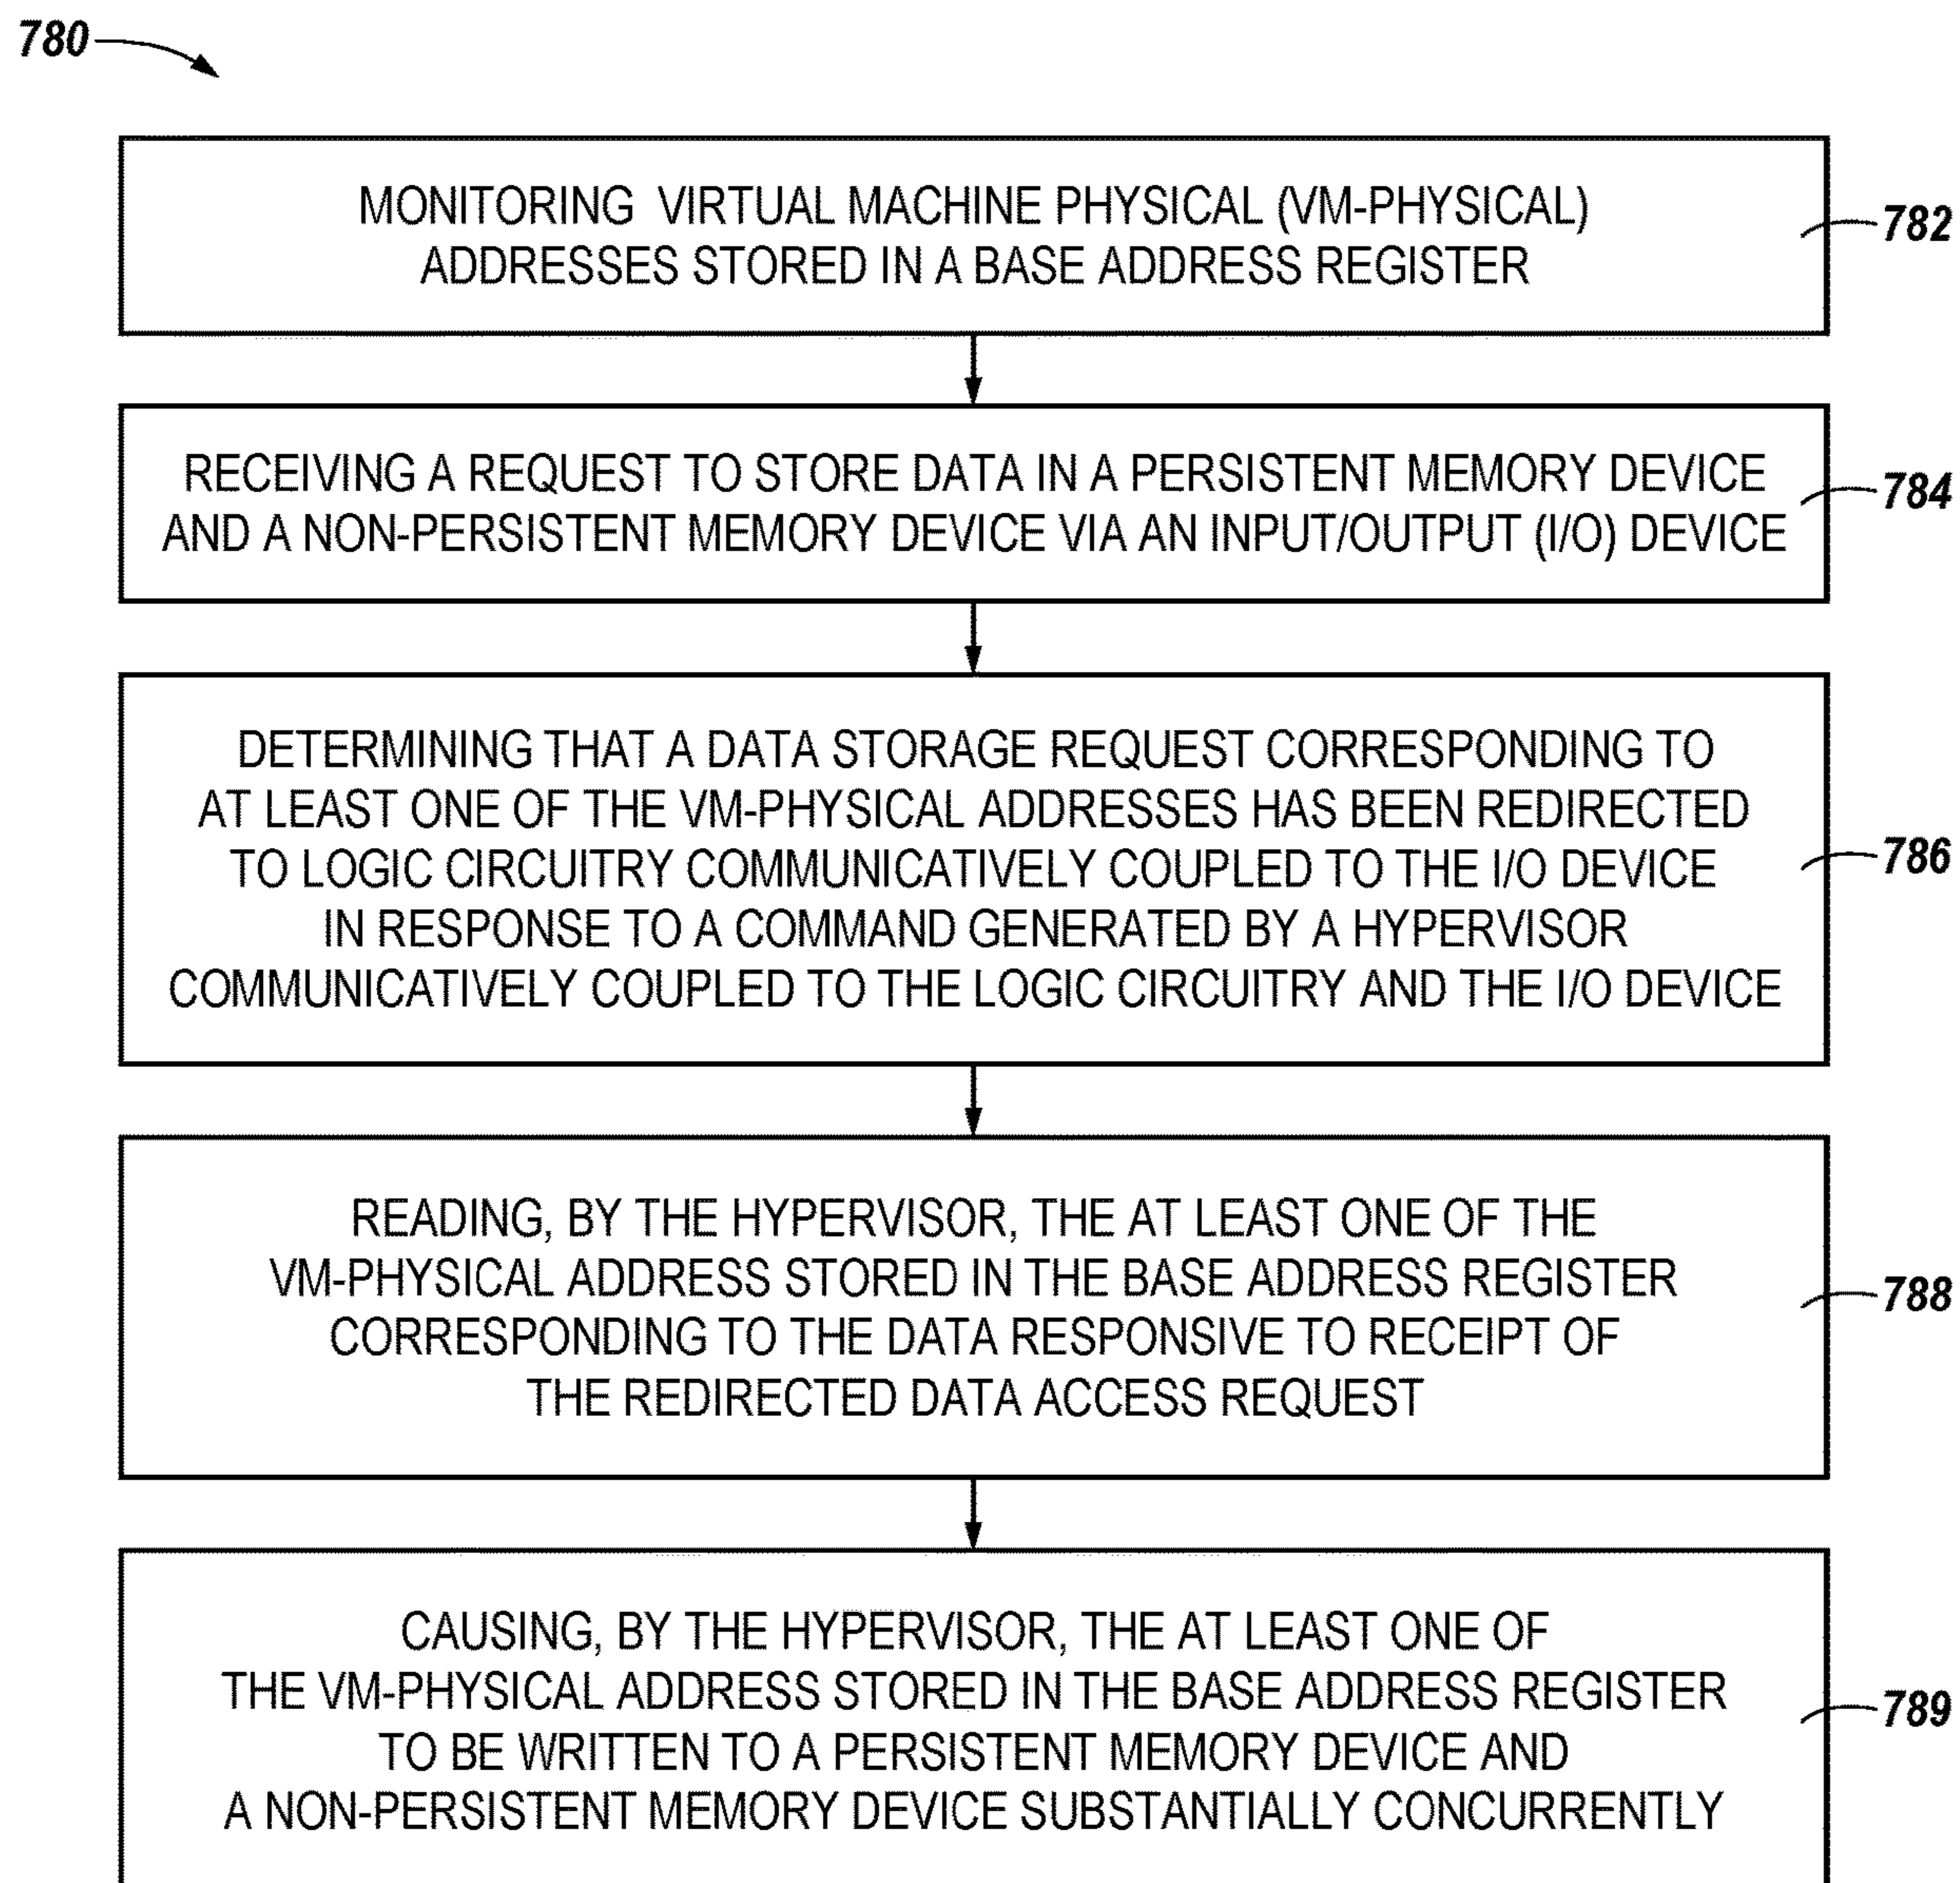 780
MONITORING VIRTUAL MACHINE PHYSICAL (VM-PHYSICAL)
ADDRESSES STORED IN A BASE ADDRESS REGISTER
782
RECEIVING A REQUEST TO STORE DATA IN A PERSISTENT MEMORY DEVICE
AND A NON-PERSISTENT MEMORY DEVICE VIA AN INPUT/OUTPUT (I/O) DEVICE
784
DETERMINING THAT A DATA STORAGE REQUEST CORRESPONDING TO
AT LEAST ONE OF THE VM-PHYSICAL ADDRESSES HAS BEEN REDIRECTED
TO LOGIC CIRCUITRY COMMUNICATIVELY COUPLED TO THE I/O DEVICE
IN RESPONSE TO A COMMAND GENERATED BY A HYPERVISOR
COMMUNICATIVELY COUPLED TO THE LOGIC CIRCUITRY AND THE I/O DEVICE
786
READING, BY THE HYPERVISOR, THE AT LEAST ONE OF THE
VM-PHYSICAL ADDRESS STORED IN THE BASE ADDRESS REGISTER
CORRESPONDING TO THE DATA RESPONSIVE TO RECEIPT OF
THE REDIRECTED DATA ACCESS REQUEST
788
CAUSING, BY THE HYPERVISOR, THE AT LEAST ONE OF
THE VM-PHYSICAL ADDRESS STORED IN THE BASE ADDRESS REGISTER
TO BE WRITTEN TO A PERSISTENT MEMORY DEVICE AND
A NON-PERSISTENT MEMORY DEVICE SUBSTANTIALLY CONCURRENTLY
789